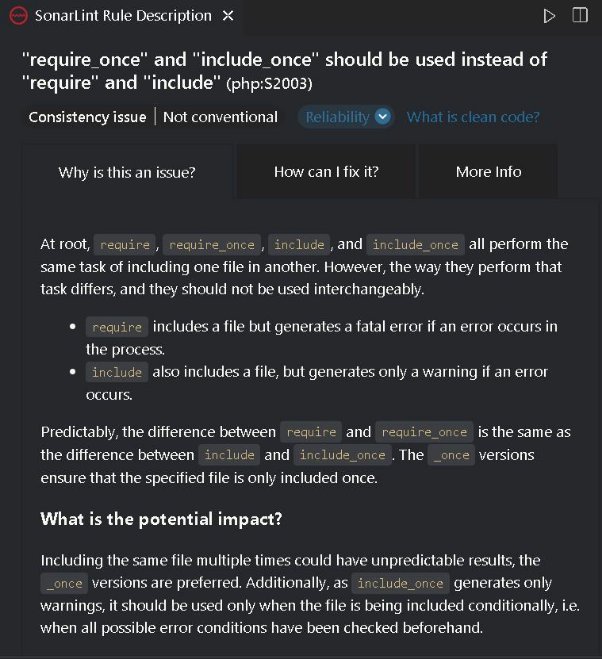 SonarLint Rule Description
"require_once" and "include_once" should be used instead of
"require" and "include" (php:S2003)
Consistency issue | Not conventional Reliability What is clean code?
Why is this an issue? How can I fix it? More Info
At root, require, require_once, include, and include_once all perform the
same task of including one file in another. However, the way they perform that
task differs, and they should not be used interchangeably.
• require includes a file but generates a fatal error if an error occurs in
the process.
• include also includes a file, but generates only a warning if an error
occurs.
Predictably, the difference between require and require_once is the same as
the difference between include and include_once. The _once versions
ensure that the specified file is only included once.
What is the potential impact?
Including the same file multiple times could have unpredictable results, the
_once versions are preferred. Additionally, as include_once generates only
warnings, it should be used only when the file is being included conditionally, i.e.
when all possible error conditions have been checked beforehand.